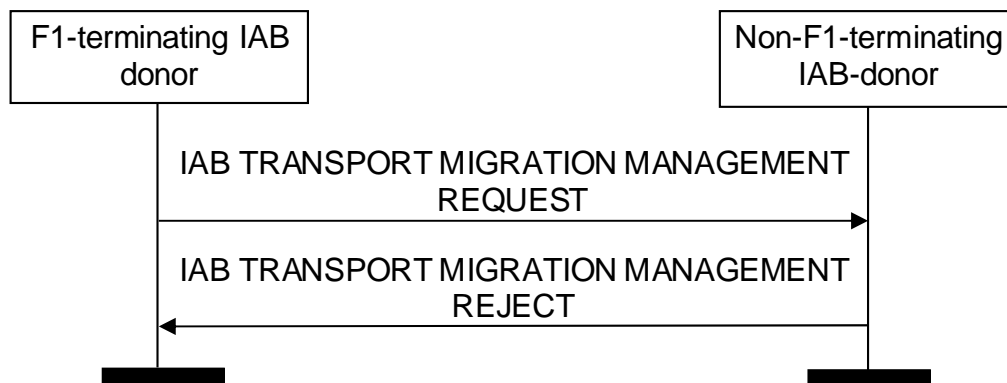 F1-terminating IAB
donor
Non-F1-terminating
IAB-donor
IAB TRANSPORT MIGRATION MANAGEMENT
REQUEST
IAB TRANSPORT MIGRATION MANAGEMENT
REJECT